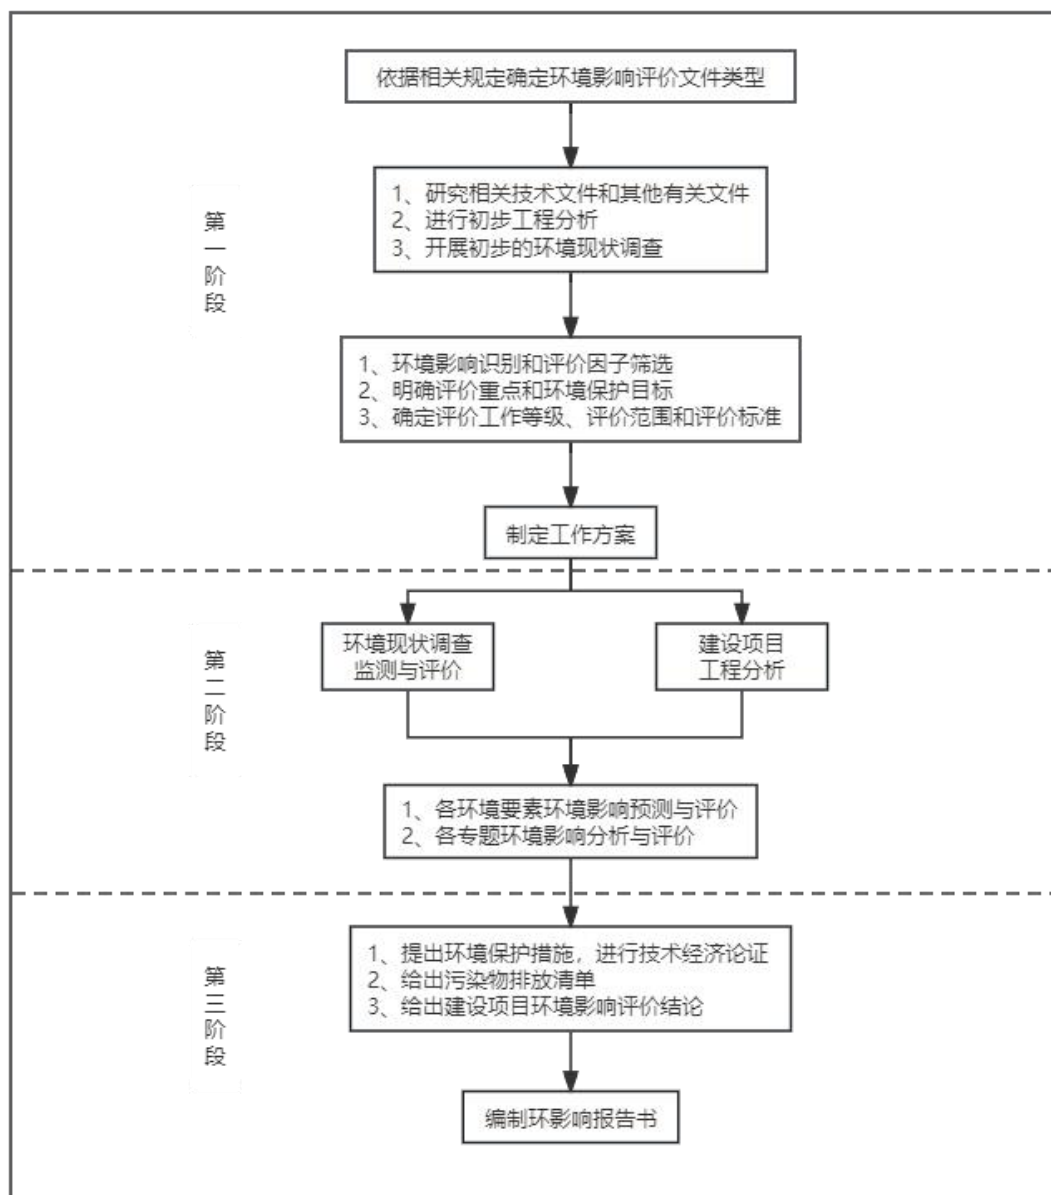 依据相关规定确定环境影响评价文件类型
第一阶段
1、研究相关技术文件和其他有关文件
2、进行初步工程分析
3、开展初步的环境现状调查
1、环境影响识别和评价因子筛选
2、明确评价重点和环境保护目标
3、确定评价工作等级、评价范围和评价标准
制定工作方案
第二阶段
环境现状调查
监测与评价
建设项目
工程分析
1、各环境要素环境影响预测与评价
2、各专题环境影响分析与评价
第三阶段
1、提出环境保护措施，进行技术经济论证
2、给出污染物排放清单
3、给出建设项目环境影响评价结论
编制环影响报告书